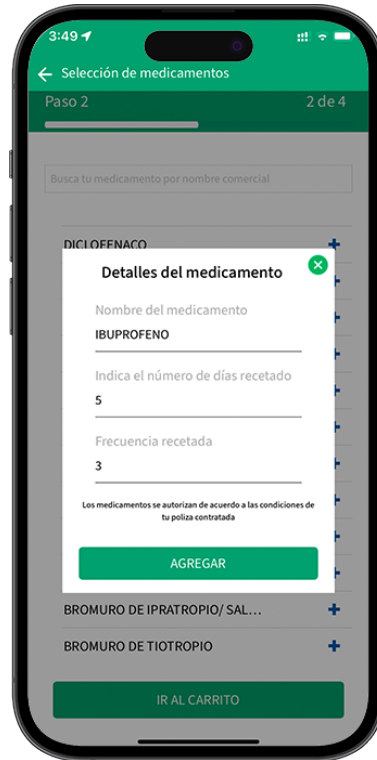 3:49
Selección de medicamentos
Paso 2
2 de 4
Busca tu medicamento por nombre comercial
DICLOFENACO
Detalles del medicamento
Nombre del medicamento
IBUPROFENO
Indica el número de días recetado
5
Frecuencia recetada
3
Los medicamentos se autorizan de acuerdo a las condiciones de
tu poliza contratada
AGREGAR
BROMURO DE IPRATROPIO/ SAL...
BROMURO DE TIOTROPIO
IR AL CARRITO